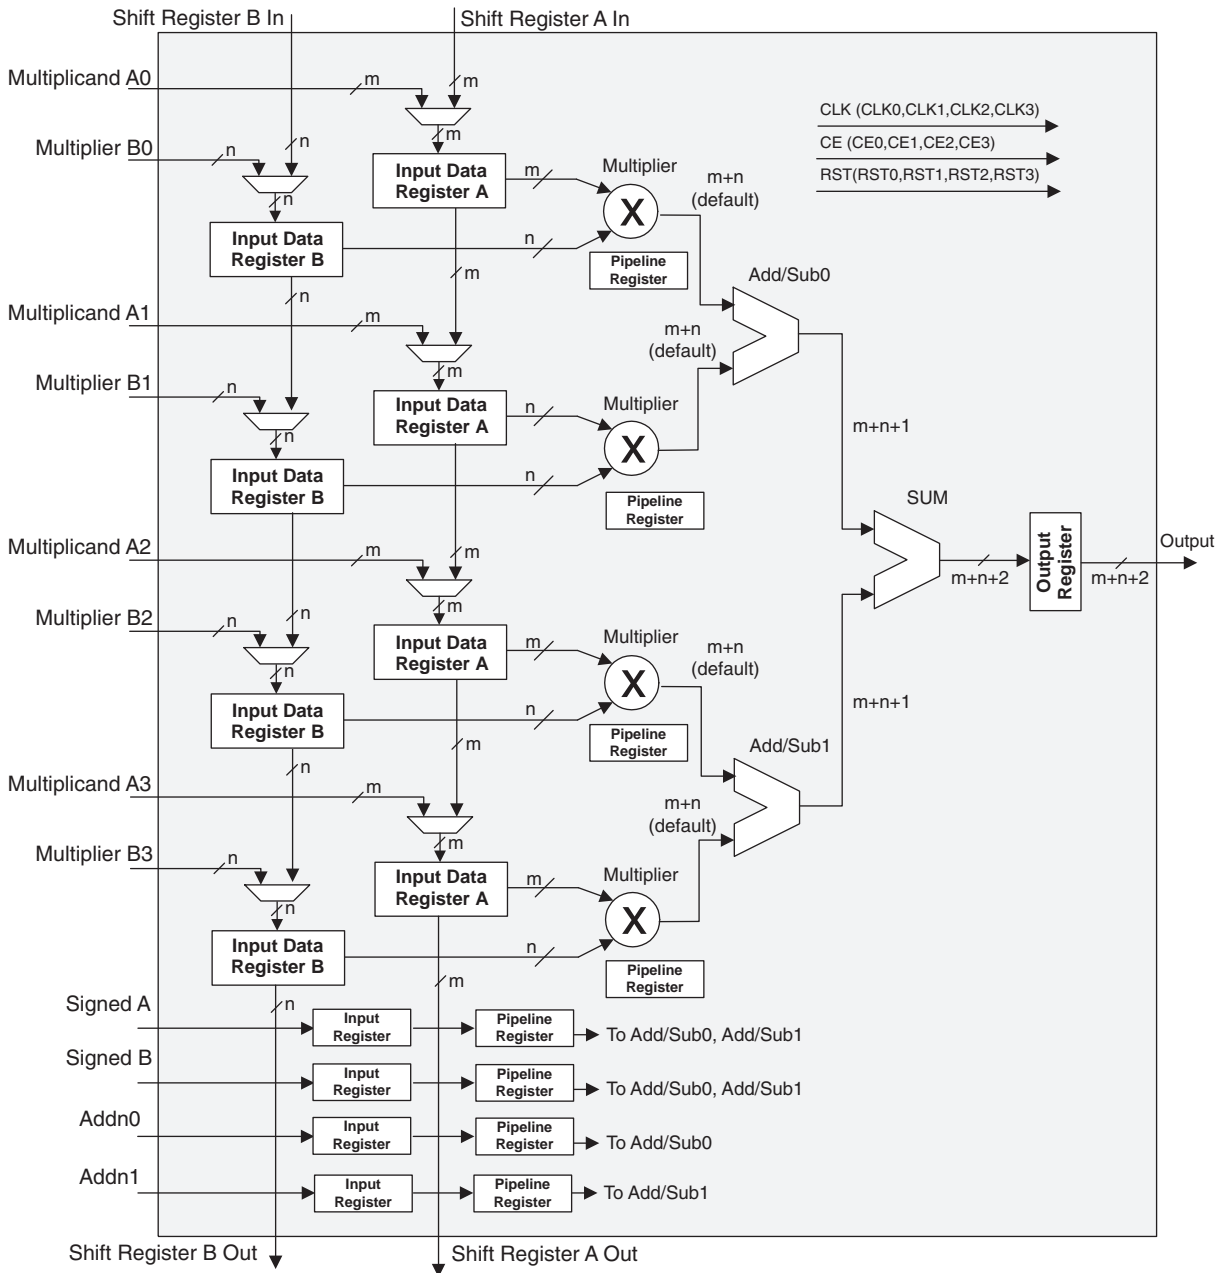 Shift Register B In
Shift Register A In
Multiplicand A0
m
m
CLK (CLK0,CLK1,CLK2,CLK3)
m
CE (CE0,CE1,CE2,CE3)
Multiplier B0
n
n
RST(RST0,RST1,RST2,RST3)
Input Data
Register A
m
Multiplier
m+n
(default)
X
n
Input Data
Register B
n
Pipeline
Register
m
Add/Sub0
n
Multiplicand A1
m
m+n
(default)
m
Multiplier B1
n
Input Data
Register A
n
Multiplier
X
m+n+1
n
Input Data
Register B
n
Pipeline
Register
SUM
Multiplicand A2
m
m
Output
Register
Output
m+n+2
m+n+2
m
Multiplier B2
n
n
Input Data
Register A
m
Multiplier
m+n
(default)
X
n
Input Data
Register B
n
m+n+1
Pipeline
Register
m
Add/Sub1
n
Multiplicand A3
m
m+n
(default)
m
Multiplier B3
n
Input Data
Register A
m
Multiplier
X
n
Input Data
Register B
n
Pipeline
Register
m
n
Signed A
Input
Register
Pipeline
Register
To Add/Sub0, Add/Sub1
Signed B
Input
Register
Pipeline
Register
To Add/Sub0, Add/Sub1
Addn0
Input
Register
Pipeline
Register
To Add/Sub0
Addn1
Input
Register
Pipeline
Register
To Add/Sub1
Shift Register B Out
Shift Register A Out